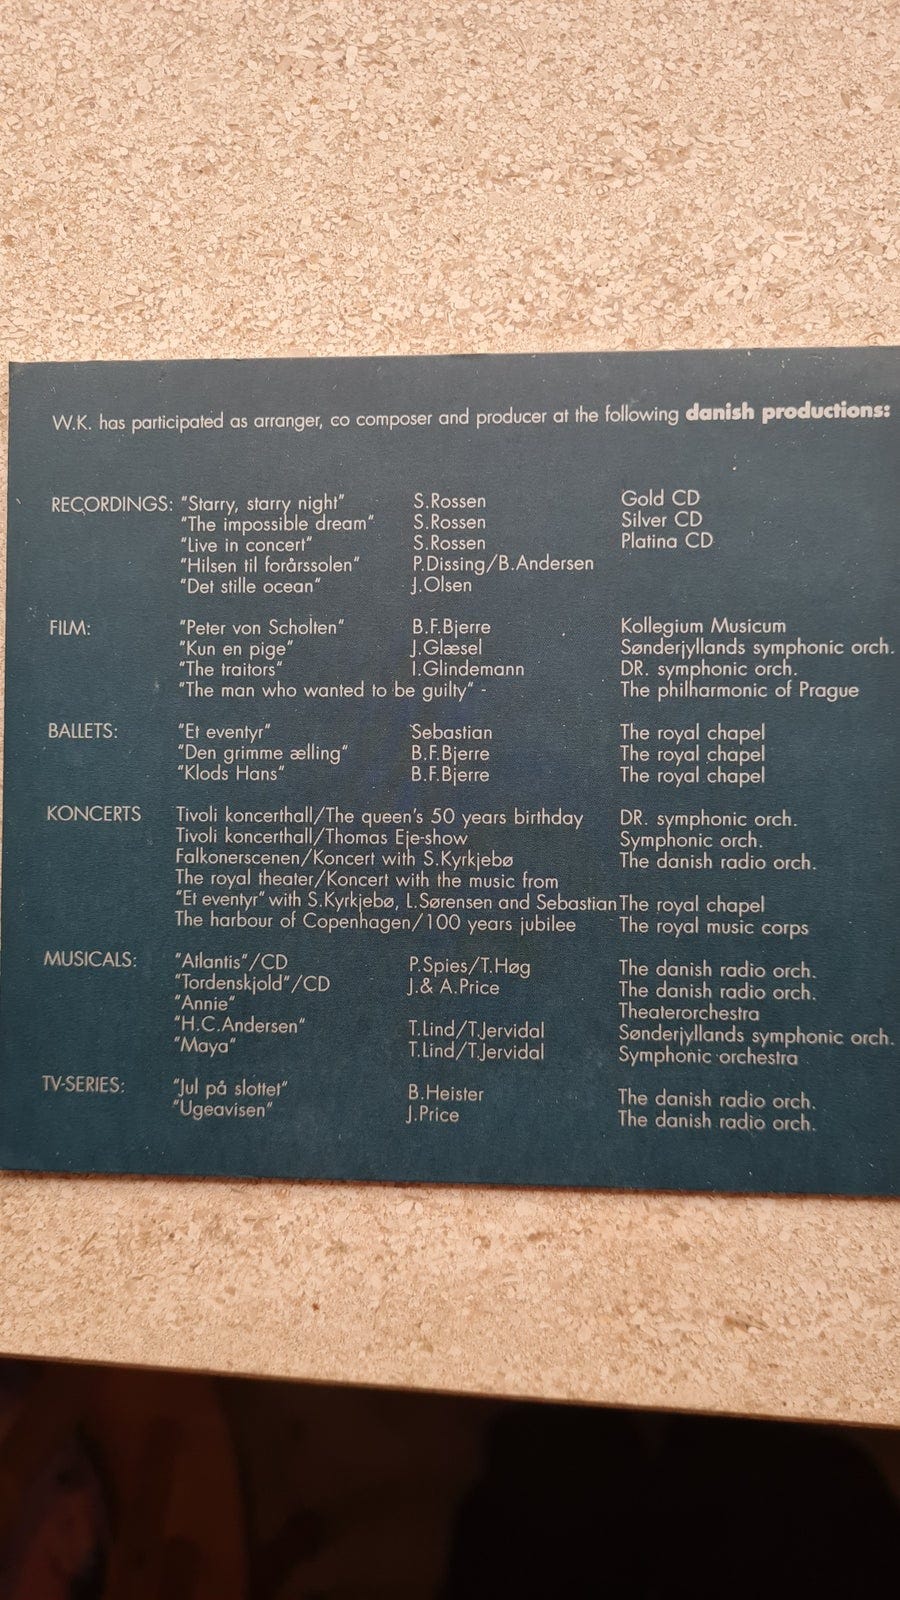 W.K. has participated as arranger, co composer and producer at the following danish productions:
RECORDINGS: "Starry, starry night" S.Rossen Gold CD
"The impossible dream" S.Rossen Silver CD
"Live in concert" S.Rossen Platina CD
"Hilsen til forårssolen" P.Dissing/B.Andersen
"Det stille ocean" J.Olsen
FILM: "Peter von Scholten" B.F.Bjerre Kollegium Musicum
"Kun en pige" J.Glæsel Sønderjyllands symphonic orch.
"The traitors" I.Glindemann DR. symphonic orch.
"The man who wanted to be guilty" - The philharmonic of Prague
BALLETS: "Et eventyr" Sebastian The royal chapel
"Den grimme ælling" B.F.Bjerre The royal chapel
"Klods Hans" B.F.Bjerre The royal chapel
KONCERTS Tivoli koncerthall/The queen's 50 years birthday DR. symphonic orch.
Tivoli koncerthall/Thomas Eje-show Symphonic orch.
Falkonerscenen/Koncert with S.Kyrkjebø The danish radio orch.
The royal theater/Koncert with the music from
"Et eventyr" with S.Kyrkjebø, L.Sørensen and Sebastian The royal chapel
The harbour of Copenhagen/100 years jubilee The royal music corps
MUSICALS: "Atlantis"/CD P.Spies/T.Høg The danish radio orch.
"Tordenskjold"/CD J.& A.Price The danish radio orch.
"Annie" Theaterorchestra
"H.C.Andersen" T.Lind/T.Jervidal Sønderjyllands symphonic orch.
"Maya" T.Lind/T.Jervidal Symphonic orchestra
TV-SERIES: "Jul på slottet" B.Heister The danish radio orch.
"Ugeavisen" J.Price The danish radio orch.